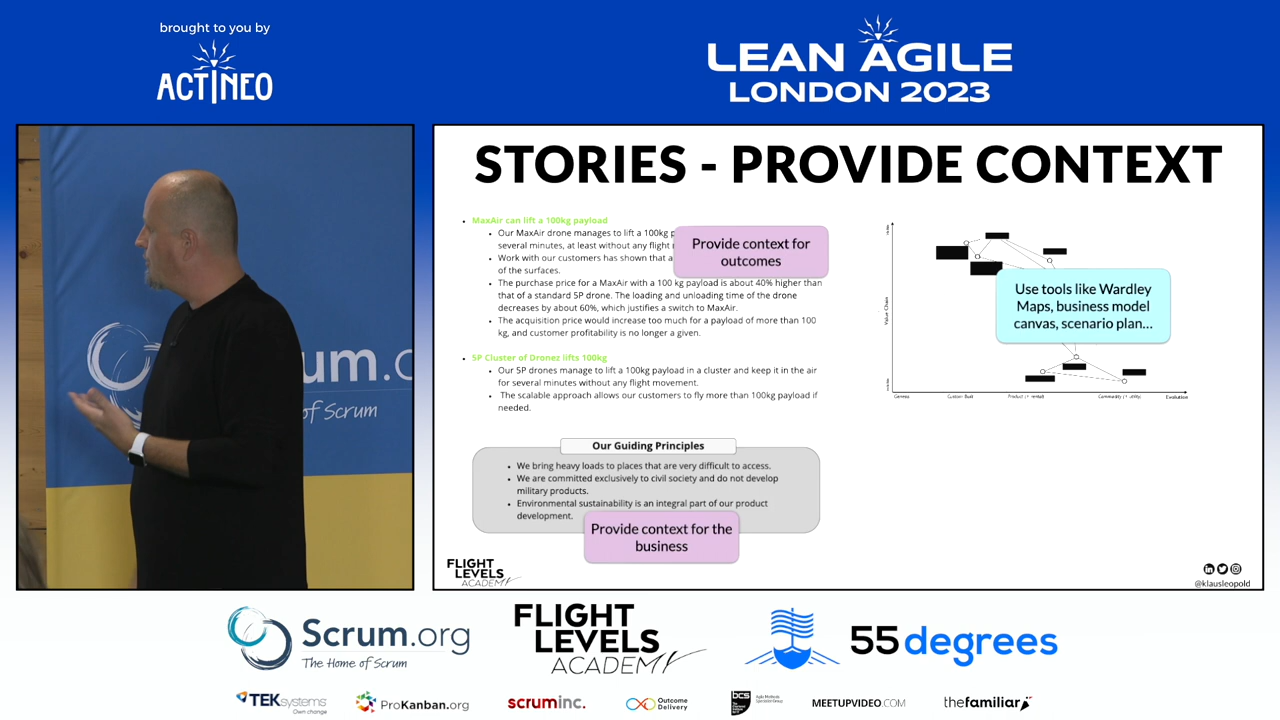 brought to you by
ACTINEO
LEAN AGILE
LONDON 2023
um.o
of Scrum
STORIES - PROVIDE CONTEXT
MaxAir can lift a 100kg payload
Our MaxAir drone manages to lift a 100kg
several minutes, at least without any flight
Work with our customers has shown that a
of the surfaces.
The purchase price for a MaxAir with a 100 kg payload is about 40% higher than
that of a standard 5P drone. The loading and unloading time of the drone
decreases by about 60%, which justifies a switch to MaxAir.
The acquisition price would increase too much for a payload of more than 100
kg, and customer profitability is no longer a given.
Provide context for
outcomes
5P Cluster of Dronez lifts 100kg
Our 5P drones manage to lift a 100kg payload in a cluster and keep it in the air
for several minutes without any flight movement.
The scalable approach allows our customers to fly more than 100kg payload if
needed.
Our Guiding Principles
We bring heavy loads to places that are very difficult to access.
We are committed exclusively to civil society and do not develop
military products.
Environmental sustainability is an integral part of our product
development.
Provide context for the
business
Use tools like Wardley
Maps, business model
canvas, scenario plan...
Value Chain
Genesis Custom Built Product (+ rental) Commodity (+ utility) Evolution
FLIGHT
LEVELS
ACADEMY
@klausleopold
Scrum.org
The Home of Scrum
FLIGHT
LEVELS
ACADEMY
55 degrees
TEKsystems
Own change
ProKanban.org
scruminc.
Outcome
Delivery
bcs
MEETUPVIDEO.COM
thefamiliar